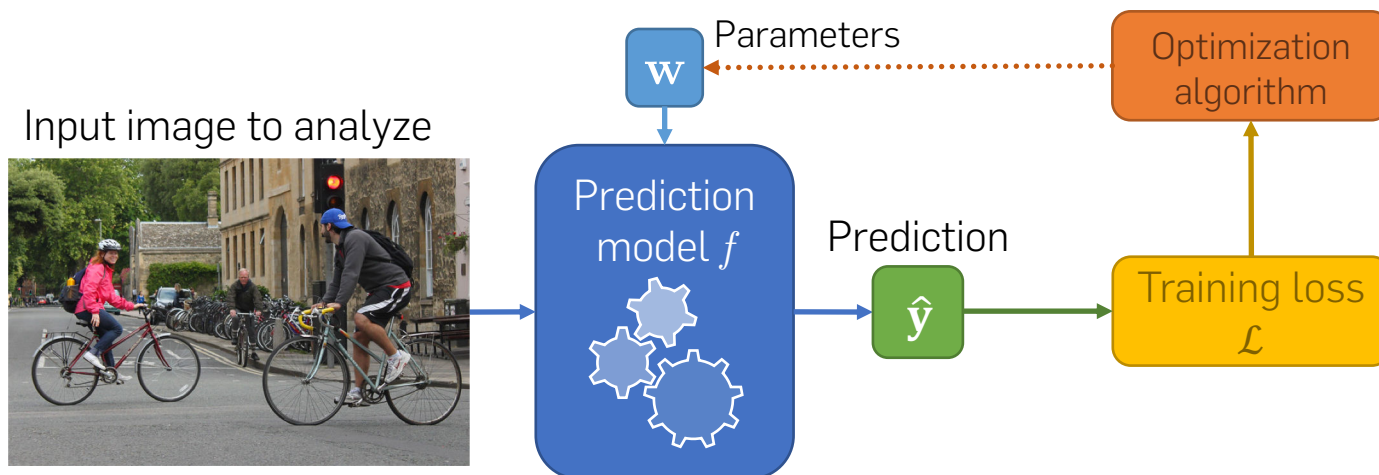 Parameters
w
Optimization
algorithm
Input image to analyze
Prediction
model f
Prediction
ŷ
Training loss
ℒ